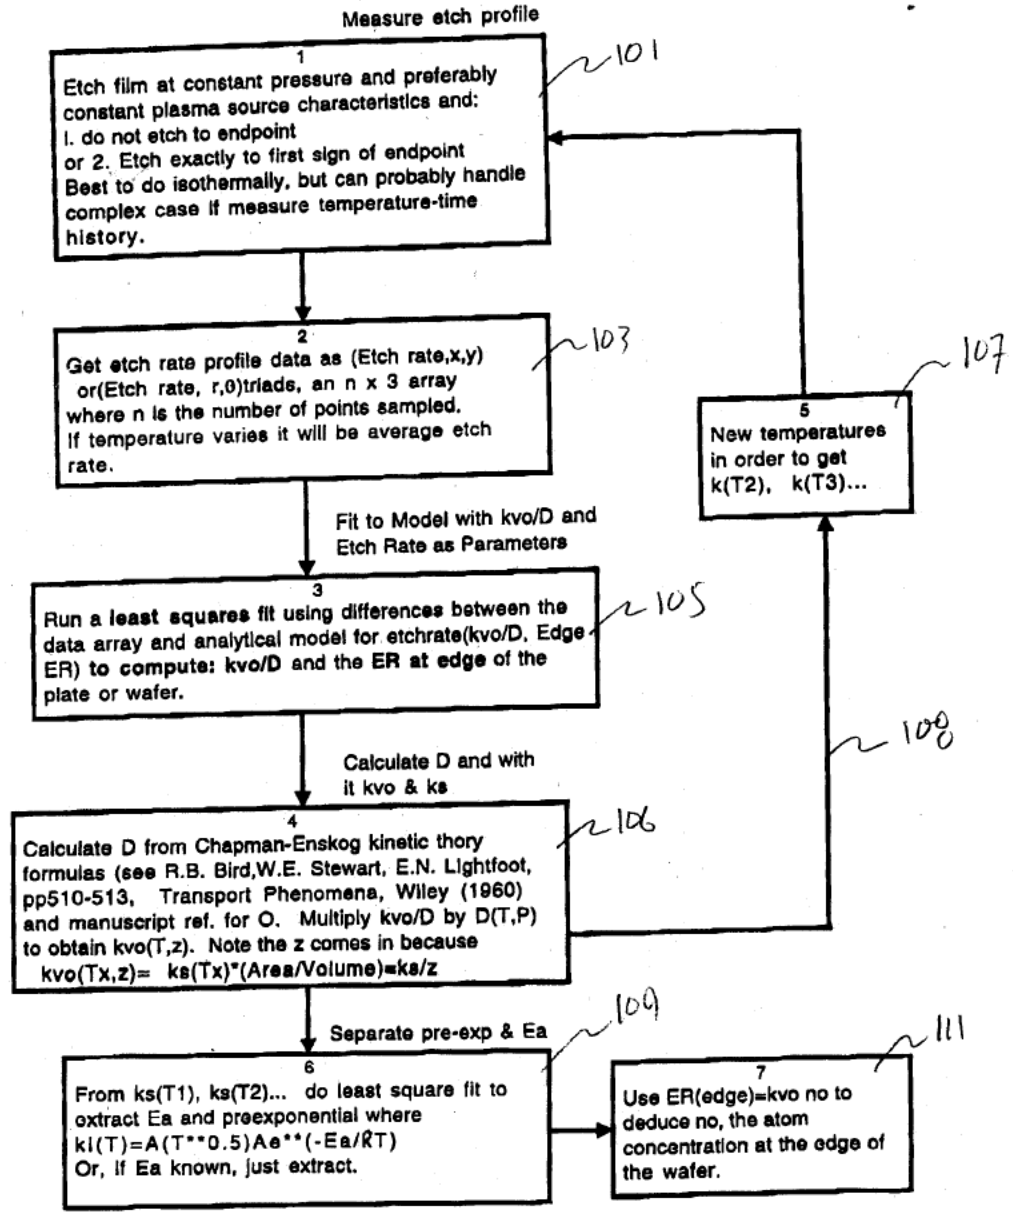 Measure etch profile
1
101
Etch film at constant pressure and preferably
constant plasma source characteristics and:
1. do not etch to endpoint
or 2. Etch exactly to first sign of endpoint
Best to do isothermally, but can probably handle
complex case if measure temperature-time
history.
2
103
Get etch rate profile data as (Etch rate,x,y)
or(Etch rate, r,θ)triads, an n x 3 array
where n is the number of points sampled.
If temperature varies it will be average etch
rate.
107
5
New temperatures
in order to get
k(T2), k(T3)...
Fit to Model with kvo/D and
Etch Rate as Parameters
3
105
Run a least squares fit using differences between the
data array and analytical model for etchrate(kvo/D, Edge
ER) to compute: kvo/D and the ER at edge of the
plate or wafer.
100
Calculate D and with
it kvo & ks
4
106
Calculate D from Chapman-Enskog kinetic thory
formulas (see R.B. Bird,W.E. Stewart, E.N. Lightfoot,
pp510-513, Transport Phenomena, Wiley (1960)
and manuscript ref. for O. Multiply kvo/D by D(T,P)
to obtain kvo(T,z). Note the z comes in because
kvo(Tx,z)= ks(Tx)*(Area/Volume)=ks/z
Separate pre-exp & Ea
109
6
From ks(T1), ks(T2)... do least square fit to
extract Ea and preexponential where
ki(T)=A(T**0.5)Ae**(-Ea/RT)
Or, if Ea known, just extract.
111
7
Use ER(edge)=kvo no to
deduce no, the atom
concentration at the edge of
the wafer.